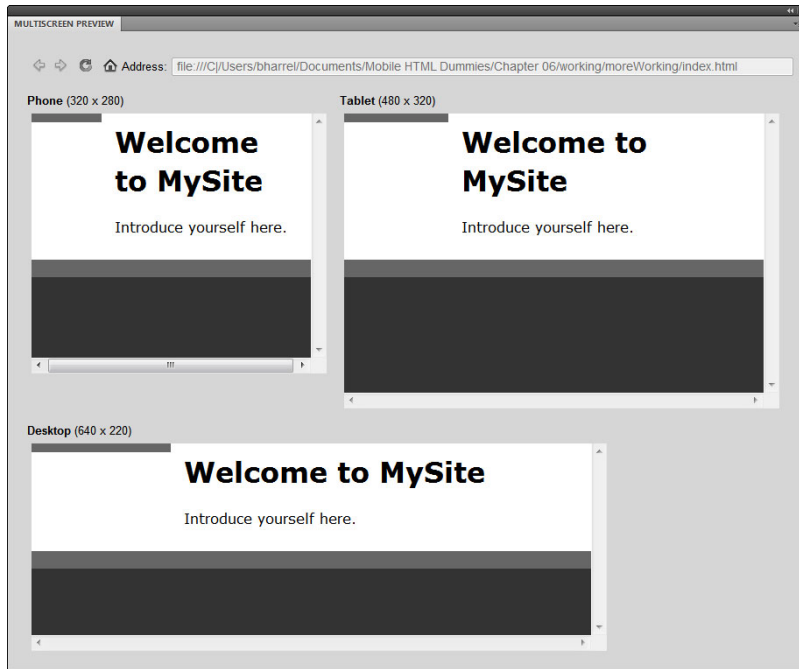 MULTISCREEN PREVIEW
Address: file:///C|/Users/bharrel/Documents/Mobile HTML Dummies/Chapter 06/working/moreWorking/index.html
Phone (320 x 280)
Welcome
to MySite
Introduce yourself here.
Tablet (480 x 320)
Welcome to
MySite
Introduce yourself here.
Desktop (640 x 220)
Welcome to MySite
Introduce yourself here.